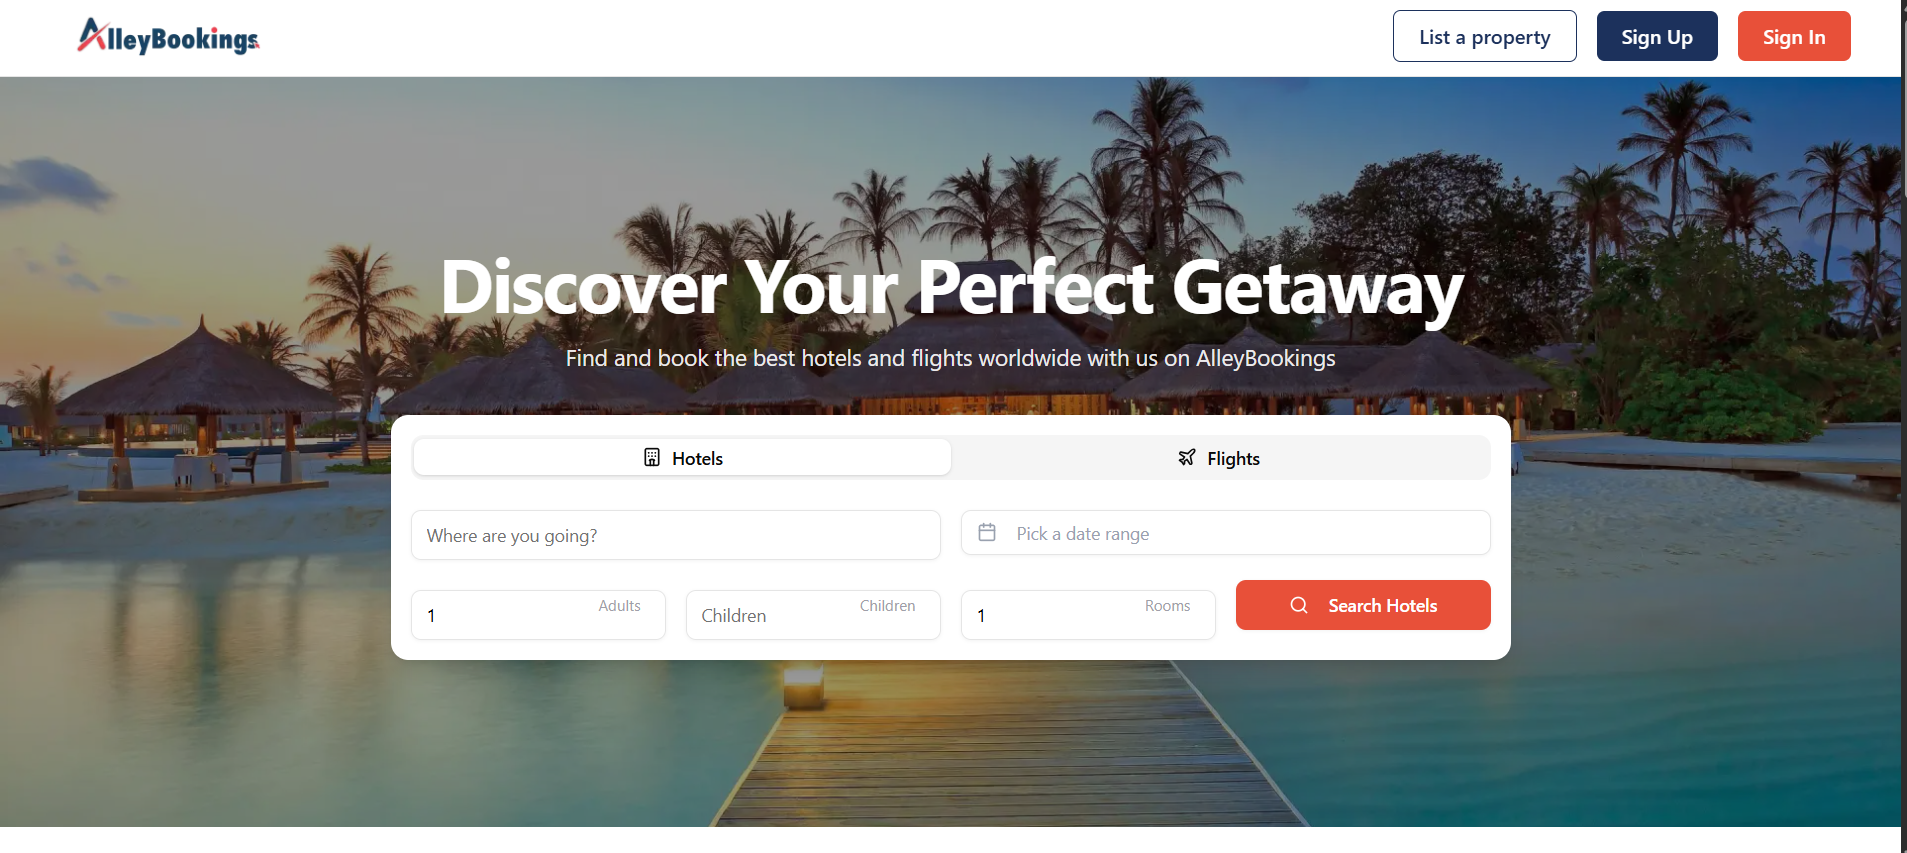 AlleyBookings
List a property
Sign Up
Sign In
Discover Your Perfect Getaway
Find and book the best hotels and flights worldwide with us on AlleyBookings
Hotels
Flights
Where are you going?
Pick a date range
1 Adults
Children Children
1 Rooms
Search Hotels